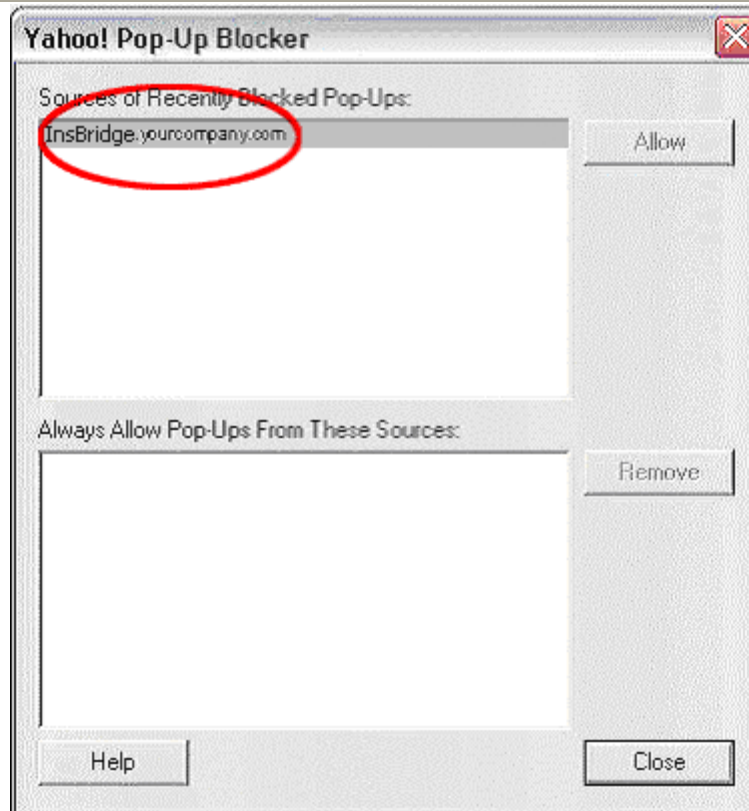 Yahoo! Pop-Up Blocker
Sources of Recently Blocked Pop-Ups:
InsBridge.yourcompany.com
Allow
Always Allow Pop-Ups From These Sources:
Remove
Help
Close